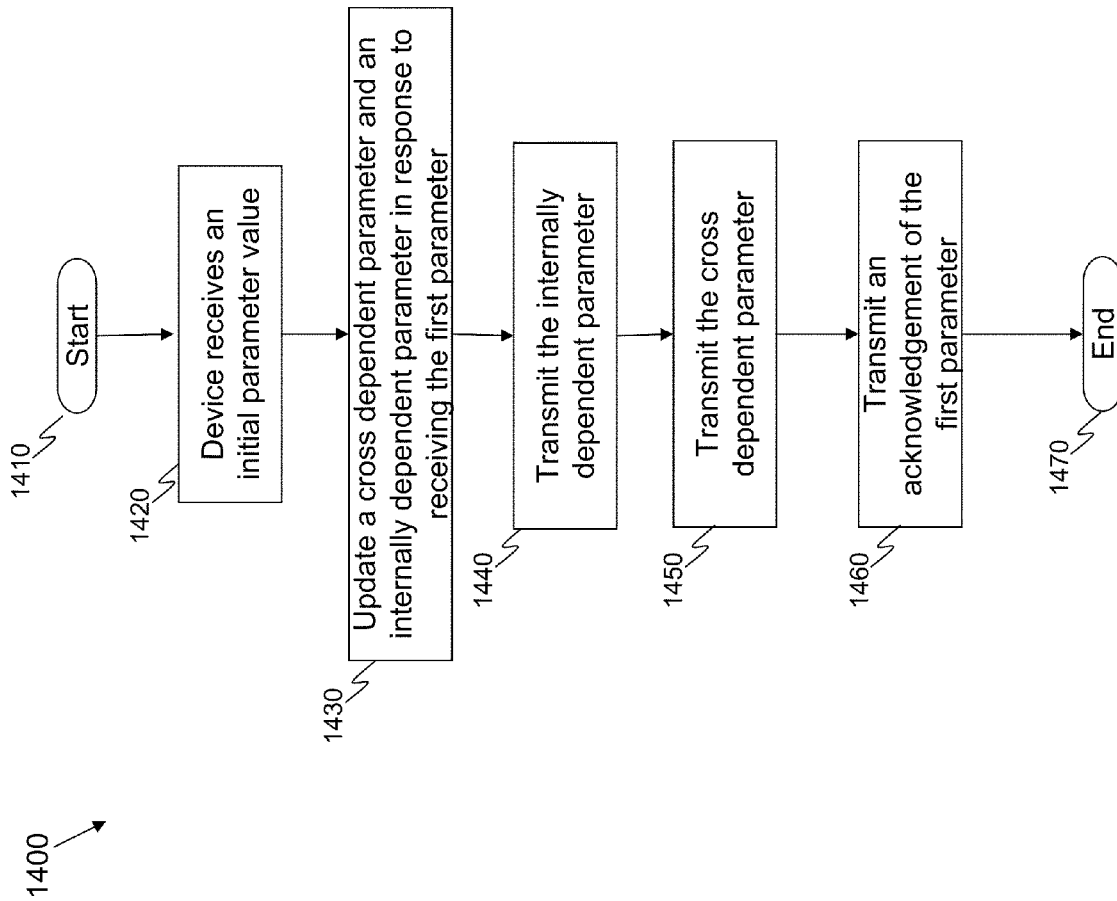 1400
1410
Start
1420
Device receives an
initial parameter value
1430
Update a cross dependent parameter and an
internally dependent parameter in response to
receiving the first parameter
1440
Transmit the internally
dependent parameter
1450
Transmit the cross
dependent parameter
1460
Transmit an
acknowledgement of the
first parameter
1470
End